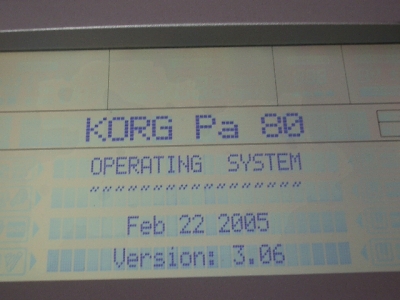 KORG Pa 80
OPERATING SYSTEM
~~~~~~~~~~~~~~~~~~
Feb 22 2005
Version: 3.06